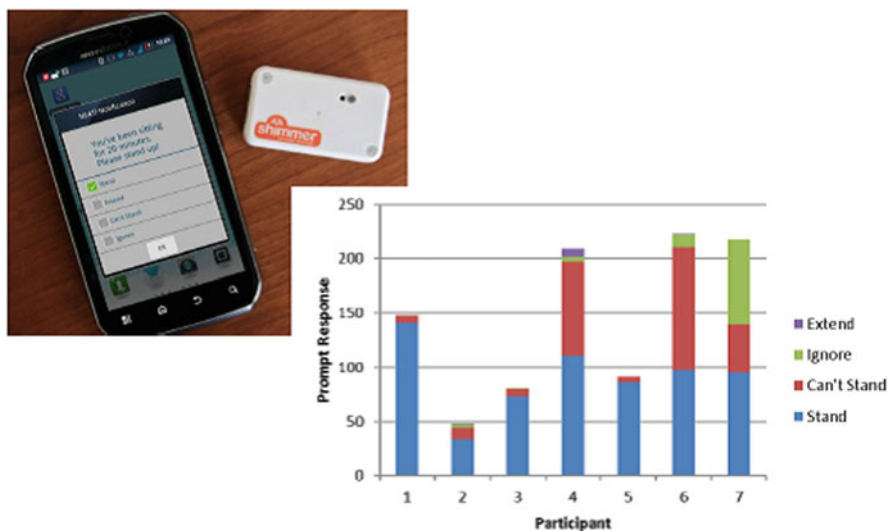 You've been sitting
for 20 minutes.
Please stand up!
Stand
Extend
Can't Stand
Ignore
OK
shimmer
250
200
150
100
50
0
Prompt Response
1 2 3 4 5 6 7
Participant
Extend
Ignore
Can't Stand
Stand